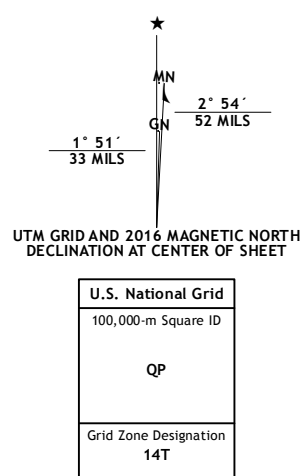 ★
MN
GN
2° 54´
52 MILS
1° 51´
33 MILS
UTM GRID AND 2016 MAGNETIC NORTH
DECLINATION AT CENTER OF SHEET
U.S. National Grid
100,000-m Square ID
QP
Grid Zone Designation
14T